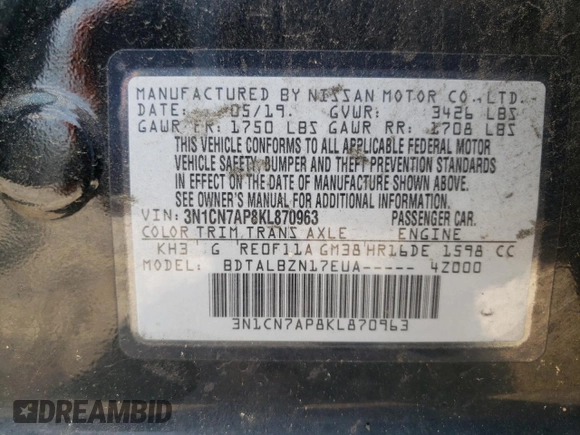 MANUFACTURED BY NISSAN MOTOR CO., LTD.
DATE: 05/19. GVWR: 3426 LBS
GAWR FR: 1750 LBS GAWR RR: 1708 LBS
THIS VEHICLE CONFORMS TO ALL APPLICABLE FEDERAL MOTOR
VEHICLE SAFETY, BUMPER AND THEFT PREVENTION STANDARDS
IN EFFECT ON DATE OF MANUFACTURE SHOWN ABOVE.
SEE OWNER'S MANUAL FOR ADDITIONAL INFORMATION.
VIN: 3N1CN7AP8KL870963 PASSENGER CAR.
COLOR TRIM TRANS AXLE ENGINE
KH3 G RE0F11A GM38 HR16DE 1598 CC
MODEL: BDTALBZN17EUA----- 4Z000
3N1CN7AP8KL870963
DREAMBID